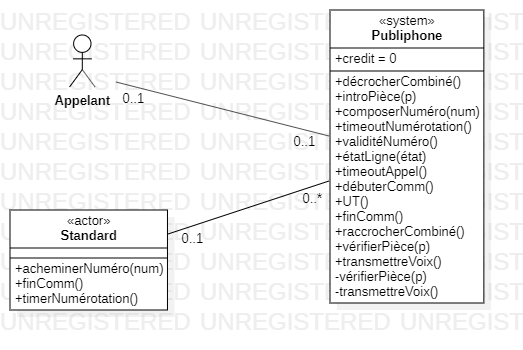 UNREGISTERED UNREGISTERED UNREGIST
«system»
Publiphone
+credit = 0
+décrocherCombiné()
+introPièce(p)
+composerNuméro(num)
+timeoutNumérotation()
+validitéNuméro()
+étatLigne(état)
+timeoutAppel()
+débuterComm()
+UT()
+finComm()
+raccrocherCombiné()
+vérifierPièce(p)
+transmettreVoix()
-vérifierPièce(p)
-transmettreVoix()
Appelant
0..1
0..1
0..*
0..1
«actor»
Standard
+acheminerNuméro(num)
+finComm()
+timerNumérotation()
UNREGISTERED UNREGISTERED UNREGIST